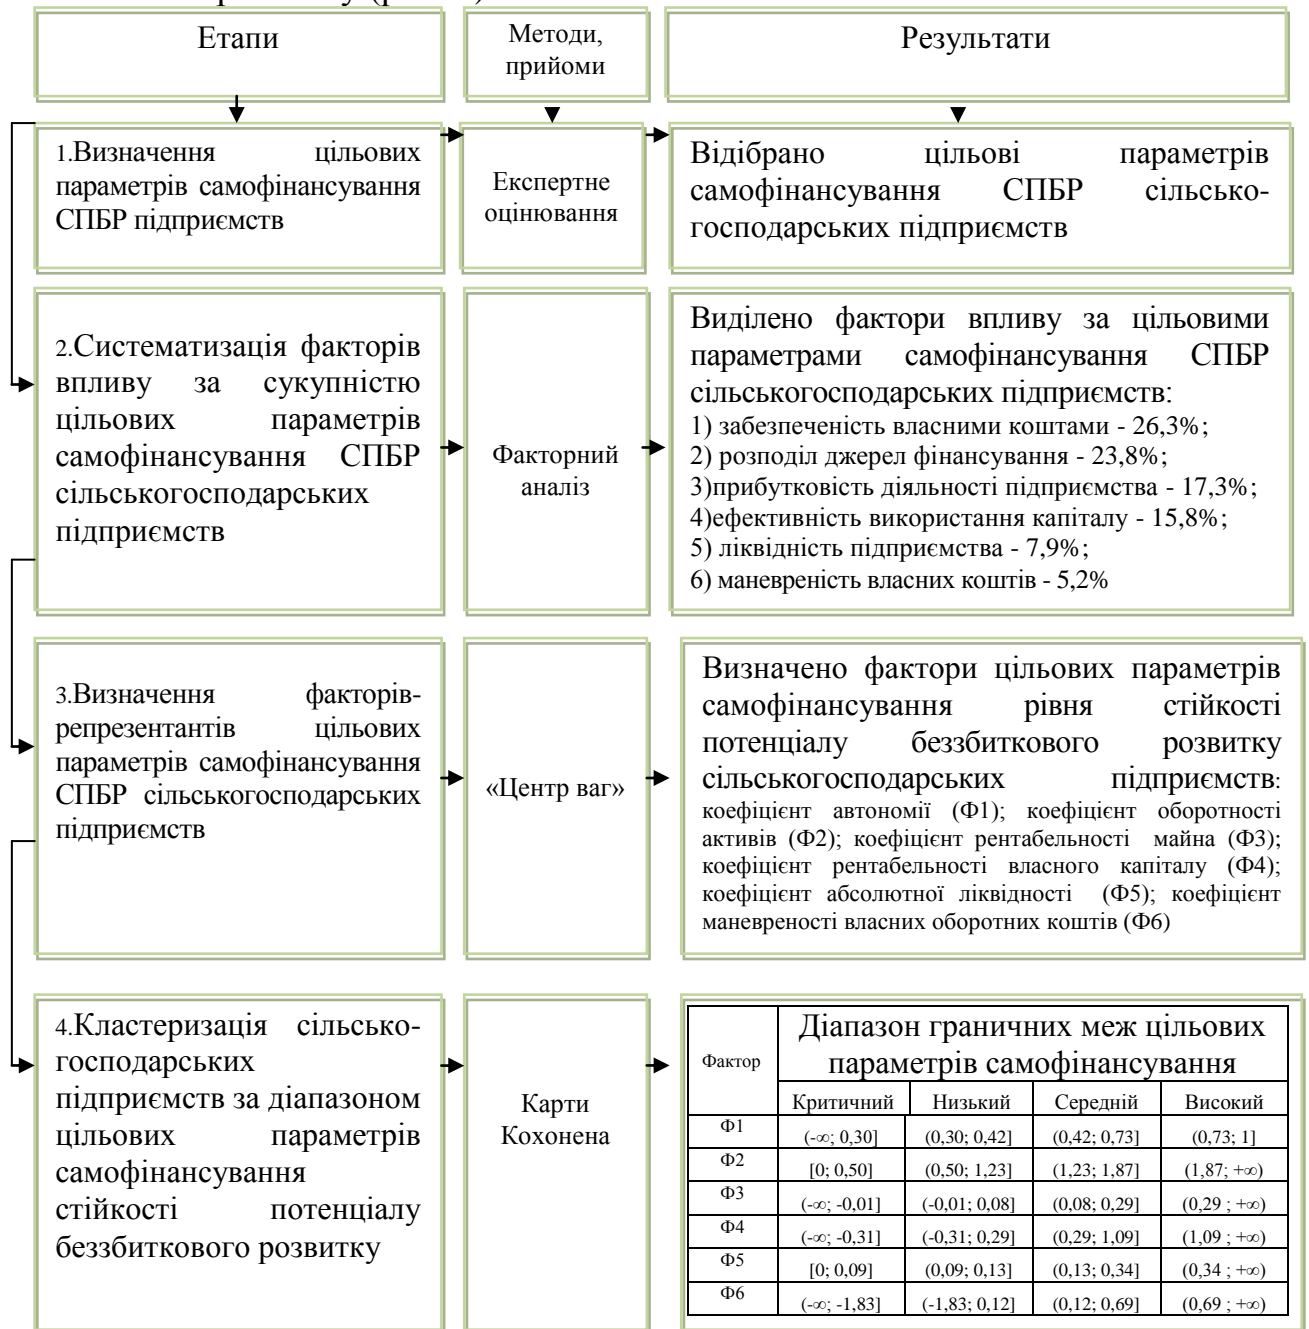 Етапи
Методи,
прийоми
Результати
1.Визначення цільових
параметрів самофінансування
СПБР підприємств
Експертне
оцінювання
Відібрано цільові параметрів
самофінансування СПБР сільсько-
господарських підприємств
2.Систематизація факторів
впливу за сукупністю
цільових параметрів
самофінансування СПБР
сільськогосподарських
підприємств
Факторний
аналіз
Виділено фактори впливу за цільовими
параметрами самофінансування СПБР
сільськогосподарських підприємств:
1) забезпеченість власними коштами - 26,3%;
2) розподіл джерел фінансування - 23,8%;
3)прибутковість діяльності підприємства - 17,3%;
4)ефективність використання капіталу - 15,8%;
5) ліквідність підприємства - 7,9%;
6) маневреність власних коштів - 5,2%
3.Визначення факторів-
репрезентантів цільових
параметрів самофінансування
СПБР сільськогосподарських
підприємств
«Центр ваг»
Визначено фактори цільових параметрів
самофінансування рівня стійкості
потенціалу беззбиткового розвитку
сільськогосподарських підприємств:
коефіцієнт автономії (Ф1); коефіцієнт оборотності
активів (Ф2); коефіцієнт рентабельності майна (Ф3);
коефіцієнт рентабельності власного капіталу (Ф4);
коефіцієнт абсолютної ліквідності (Ф5); коефіцієнт
маневреності власних оборотних коштів (Ф6)
4.Кластеризація сільсько-
господарських
підприємств за діапазоном
цільових параметрів
самофінансування
стійкості потенціалу
беззбиткового розвитку
Карти
Кохонена
Фактор
Діапазон граничних меж цільових
параметрів самофінансування
Критичний Низький Середній Високий
Ф1 (-∞; 0,30] (0,30; 0,42] (0,42; 0,73] (0,73; 1]
Ф2 [0; 0,50] (0,50; 1,23] (1,23; 1,87] (1,87; +∞)
Ф3 (-∞; -0,01] (-0,01; 0,08] (0,08; 0,29] (0,29 ; +∞)
Ф4 (-∞; -0,31] (-0,31; 0,29] (0,29; 1,09] (1,09 ; +∞)
Ф5 [0; 0,09] (0,09; 0,13] (0,13; 0,34] (0,34 ; +∞)
Ф6 (-∞; -1,83] (-1,83; 0,12] (0,12; 0,69] (0,69 ; +∞)